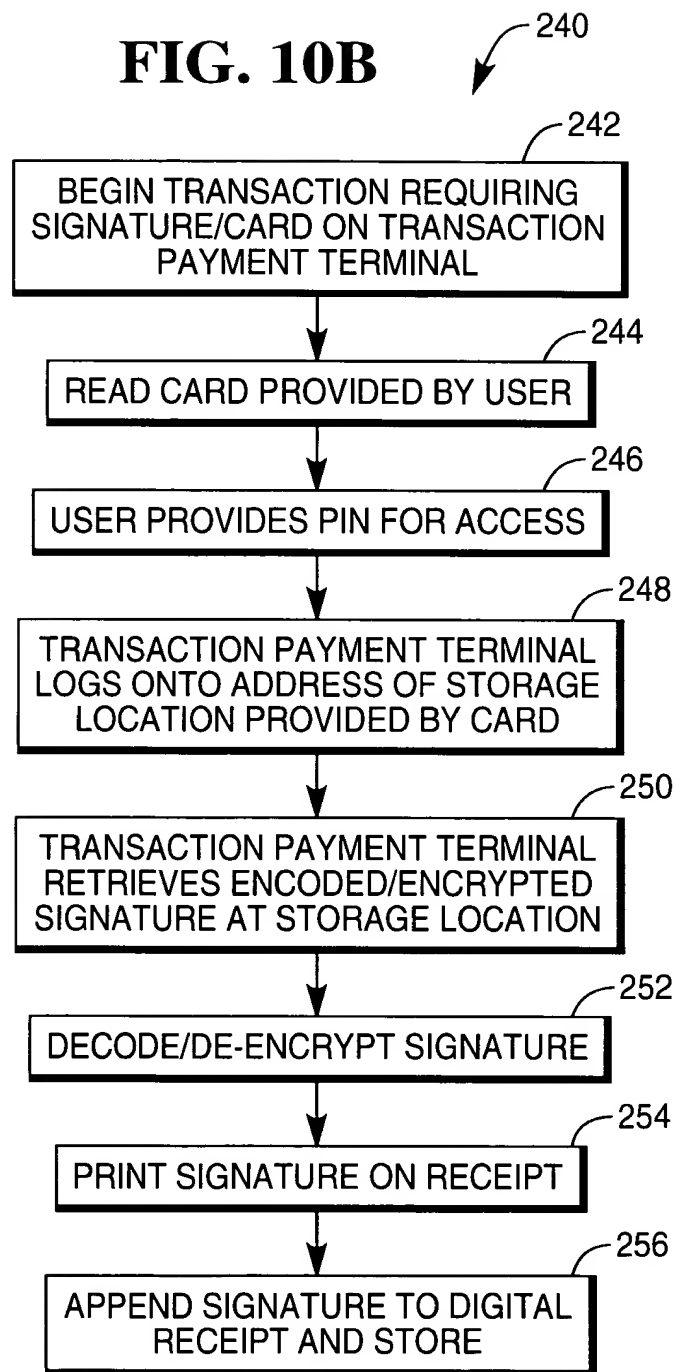 FIG. 10B
240
242
BEGIN TRANSACTION REQUIRING
SIGNATURE/CARD ON TRANSACTION
PAYMENT TERMINAL
244
READ CARD PROVIDED BY USER
246
USER PROVIDES PIN FOR ACCESS
248
TRANSACTION PAYMENT TERMINAL
LOGS ONTO ADDRESS OF STORAGE
LOCATION PROVIDED BY CARD
250
TRANSACTION PAYMENT TERMINAL
RETRIEVES ENCODED/ENCRYPTED
SIGNATURE AT STORAGE LOCATION
252
DECODE/DE-ENCRYPT SIGNATURE
254
PRINT SIGNATURE ON RECEIPT
256
APPEND SIGNATURE TO DIGITAL
RECEIPT AND STORE